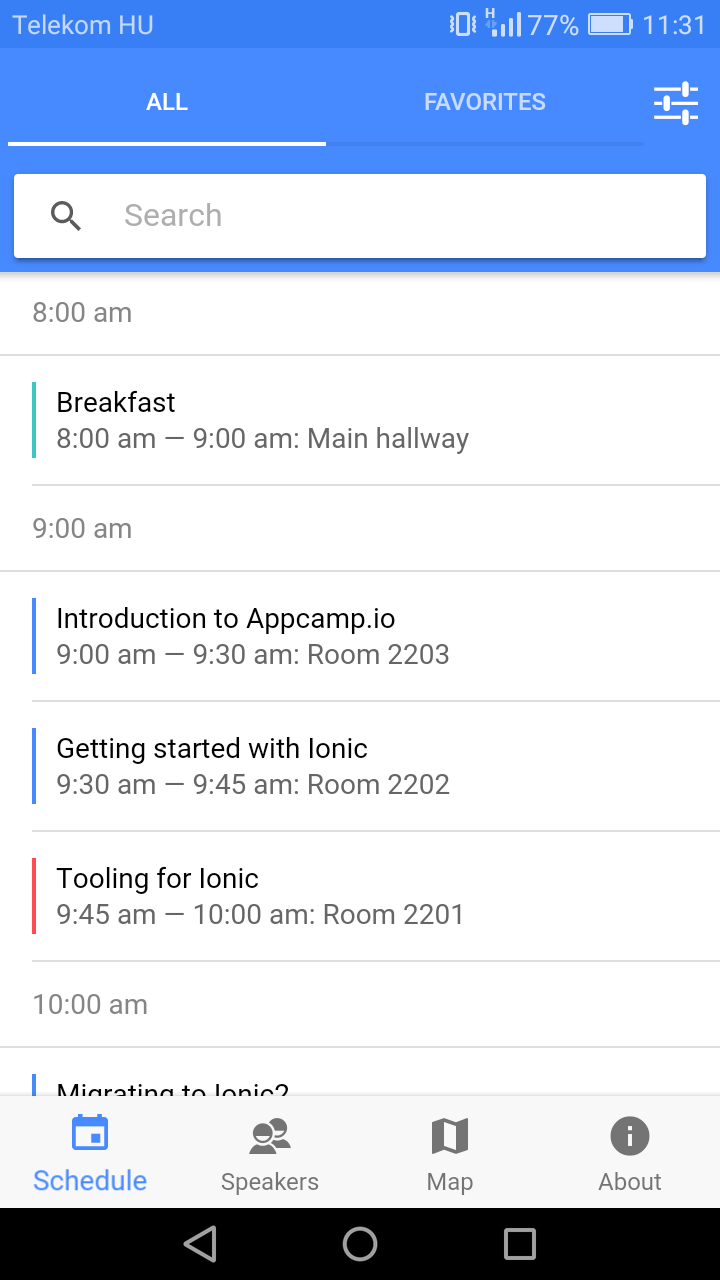 Telekom HU
H
77%
11:31
ALL
FAVORITES
Search
8:00 am
Breakfast
8:00 am — 9:00 am: Main hallway
9:00 am
Introduction to Appcamp.io
9:00 am — 9:30 am: Room 2203
Getting started with Ionic
9:30 am — 9:45 am: Room 2202
Tooling for Ionic
9:45 am — 10:00 am: Room 2201
10:00 am
Migrating to Ionic2
Schedule
Speakers
Map
About